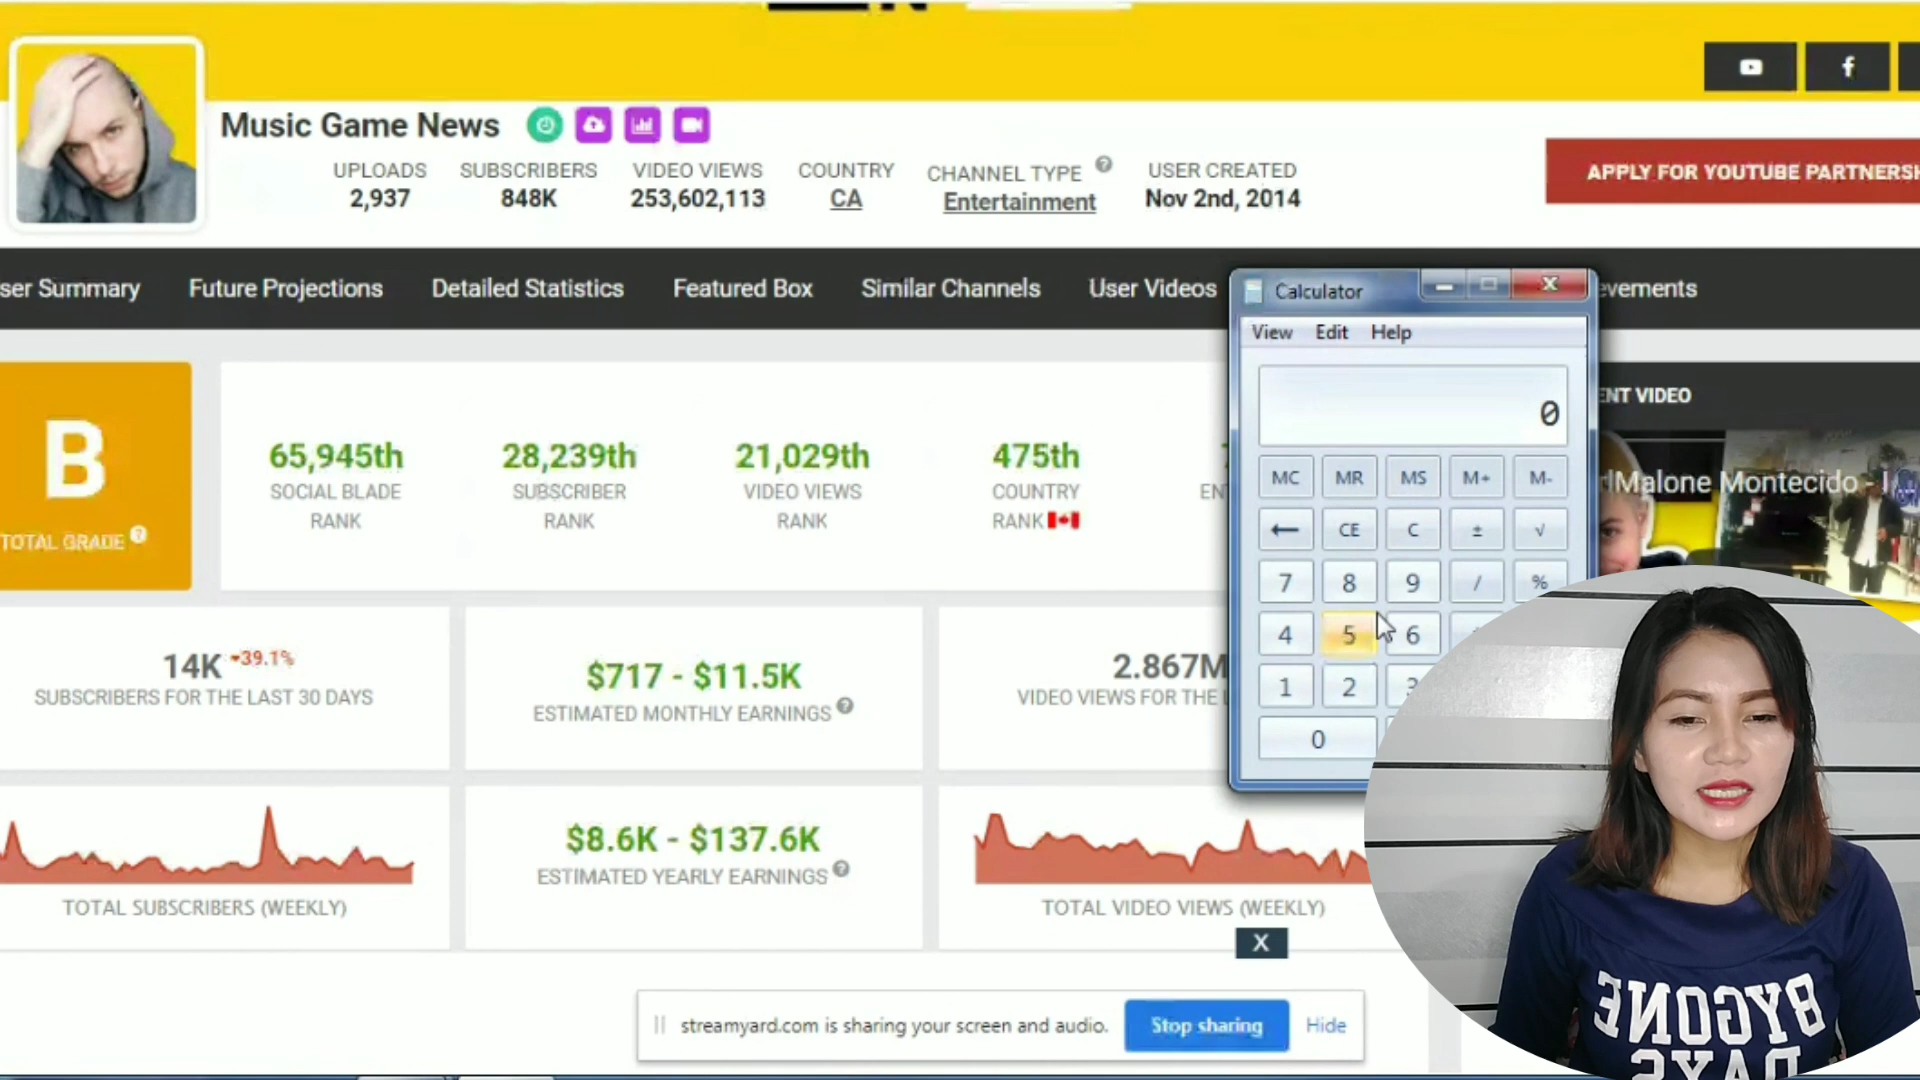 Music Game News
UPLOADS
2,937
SUBSCRIBERS
848K
VIDEO VIEWS
253,602,113
COUNTRY
CA
CHANNEL TYPE ?
Entertainment
USER CREATED
Nov 2nd, 2014
APPLY FOR YOUTUBE PARTNERSH
ser Summary
Future Projections
Detailed Statistics
Featured Box
Similar Channels
User Videos
evements
Calculator
View Edit Help
0
MC MR MS M+ M-
← CE C ± √
7 8 9 / %
4 5 6
1 2 3
0
B
TOTAL GRADE ?
65,945th
SOCIAL BLADE
RANK
28,239th
SUBSCRIBER
RANK
21,029th
VIDEO VIEWS
RANK
475th
COUNTRY
RANK
ENT VIDEO
dMalone Montecido - I
14K -39.1%
SUBSCRIBERS FOR THE LAST 30 DAYS
$717 - $11.5K
ESTIMATED MONTHLY EARNINGS ?
2.867M
VIDEO VIEWS FOR THE L
TOTAL SUBSCRIBERS (WEEKLY)
$8.6K - $137.6K
ESTIMATED YEARLY EARNINGS ?
TOTAL VIDEO VIEWS (WEEKLY)
X
streamyard.com is sharing your screen and audio.
Stop sharing
Hide
BYGONE
DAYS